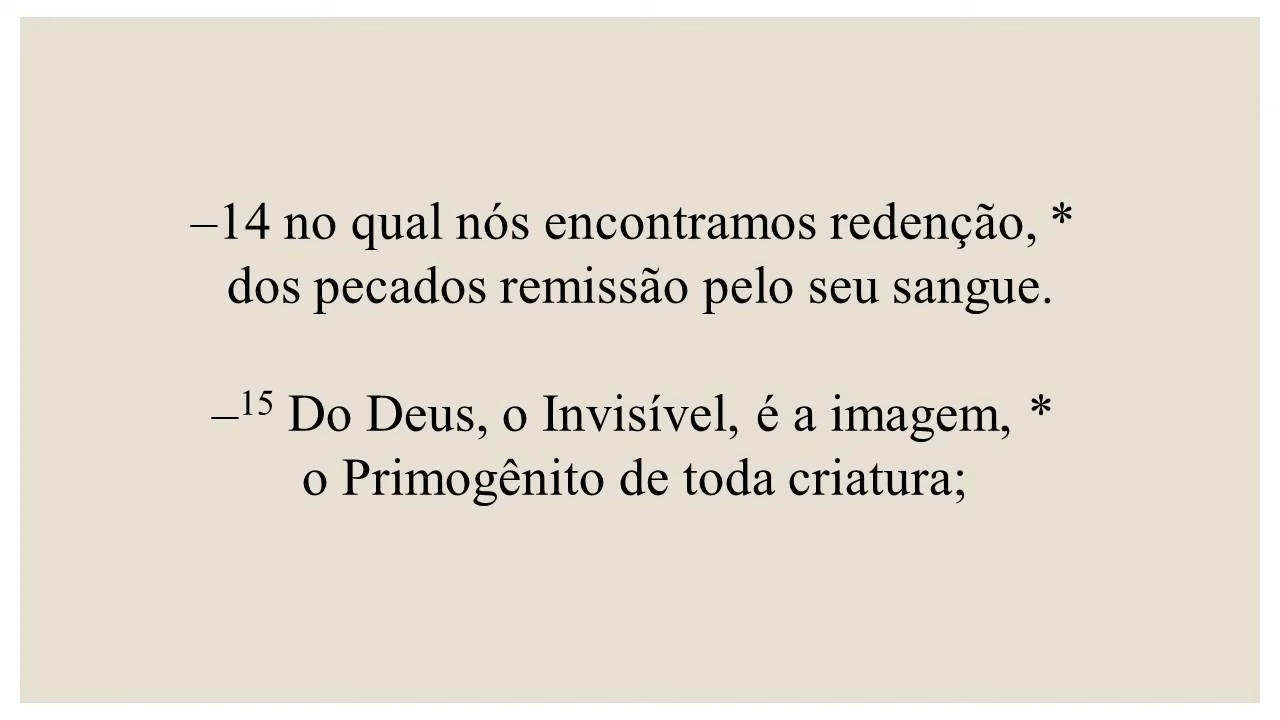 –14 no qual nós encontramos redenção, *
dos pecados remissão pelo seu sangue.
–¹⁵ Do Deus, o Invisível, é a imagem, *
o Primogênito de toda criatura;